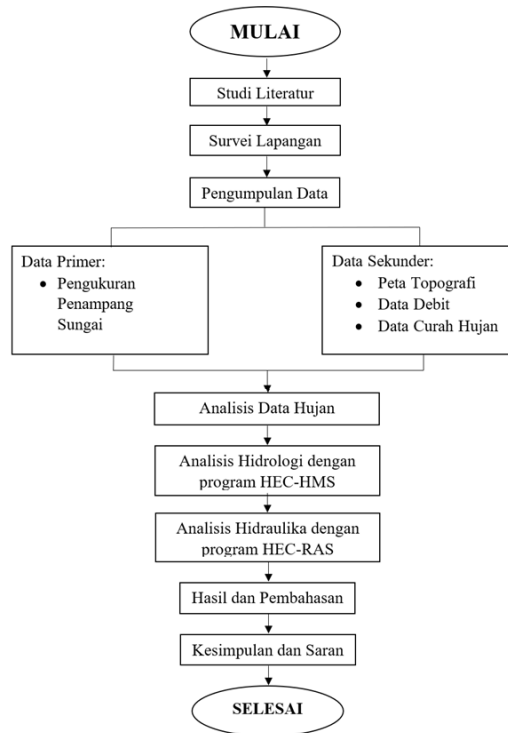 MULAI
Studi Literatur
Survei Lapangan
Pengumpulan Data
Data Primer:
• Pengukuran
Penampang
Sungai
Data Sekunder:
• Peta Topografi
• Data Debit
• Data Curah Hujan
Analisis Data Hujan
Analisis Hidrologi dengan
program HEC-HMS
Analisis Hidraulika dengan
program HEC-RAS
Hasil dan Pembahasan
Kesimpulan dan Saran
SELESAI